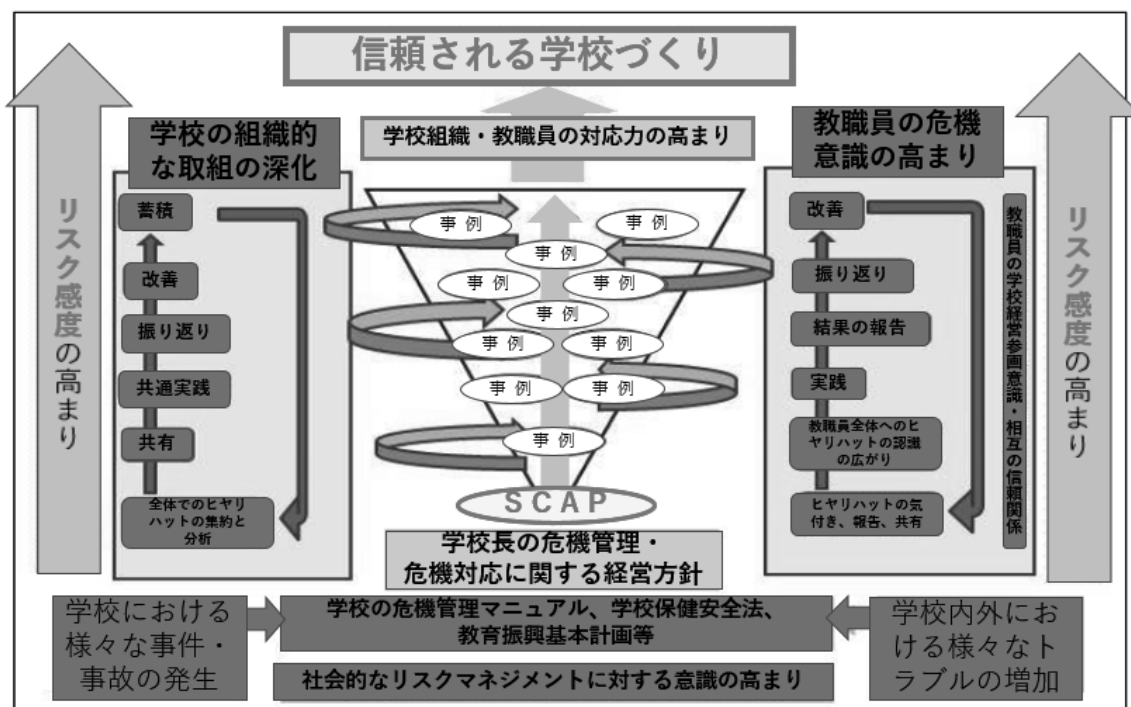 信頼される学校づくり
学校組織・教職員の対応力の高まり
リスク感度の高まり
学校の組織的
な取組の深化
蓄積
改善
振り返り
共通実践
共有
全体でのヒヤリ
ハットの集約と
分析
事例
事例
事例
事例
事例
事例
事例
事例
事例
事例
事例
SCAP
学校長の危機管理・
危機対応に関する経営方針
教職員の危機
意識の高まり
改善
振り返り
結果の報告
実践
教職員全体へのヒ
ヤリハットの認識
の広がり
ヒヤリハットの気
付き、報告、共有
教職員の学校経営参画意識・相互の信頼関係
リスク感度の高まり
学校における
様々な事件・
事故の発生
学校の危機管理マニュアル、学校保健安全法、
教育振興基本計画等
社会的なリスクマネジメントに対する意識の高まり
学校内外にお
ける様々なト
ラブルの増加